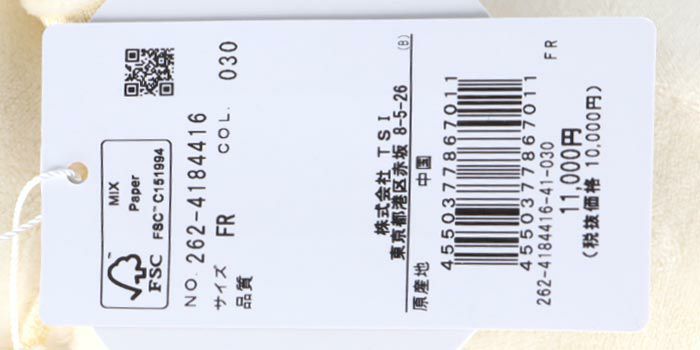 MIX
Paper
FSC™ C151994
FSC™
NO. 262-4184416
サイズ FR COL. 030
品質
(B)
株式会社 TSI
東京都港区赤坂 8-5-26
原産地 中国
4550377867011
4550377867011
262-4184416-41-030
FR
11,000円
(税抜価格 10,000円)